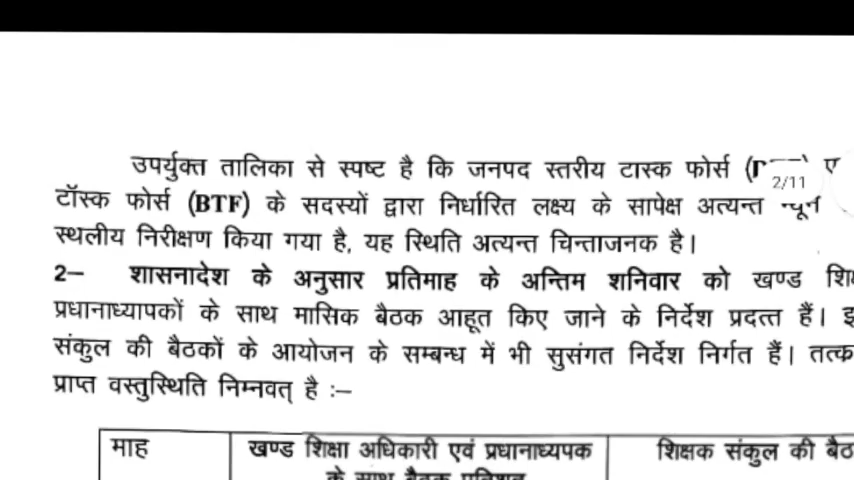 उपर्युक्त तालिका से स्पष्ट है कि जनपद स्तरीय टास्क फोर्स
2/11
टॉस्क फोर्स (BTF) के सदस्यों द्वारा निर्धारित लक्ष्य के सापेक्ष अत्यन्त
स्थलीय निरीक्षण किया गया है, यह स्थिति अत्यन्त चिन्ताजनक है।
2– शासनादेश के अनुसार प्रतिमाह के अन्तिम शनिवार को खण्ड
प्रधानाध्यापकों के साथ मासिक बैठक आहूत किए जाने के निर्देश प्रदत्त हैं।
संकुल की बैठकों के आयोजन के सम्बन्ध में भी सुसंगत निर्देश निर्गत हैं।
प्राप्त वस्तुस्थिति निम्नवत् है :–
माह खण्ड शिक्षा अधिकारी एवं प्रधानाध्यपक शिक्षक संकुल की
के साथ बैठक